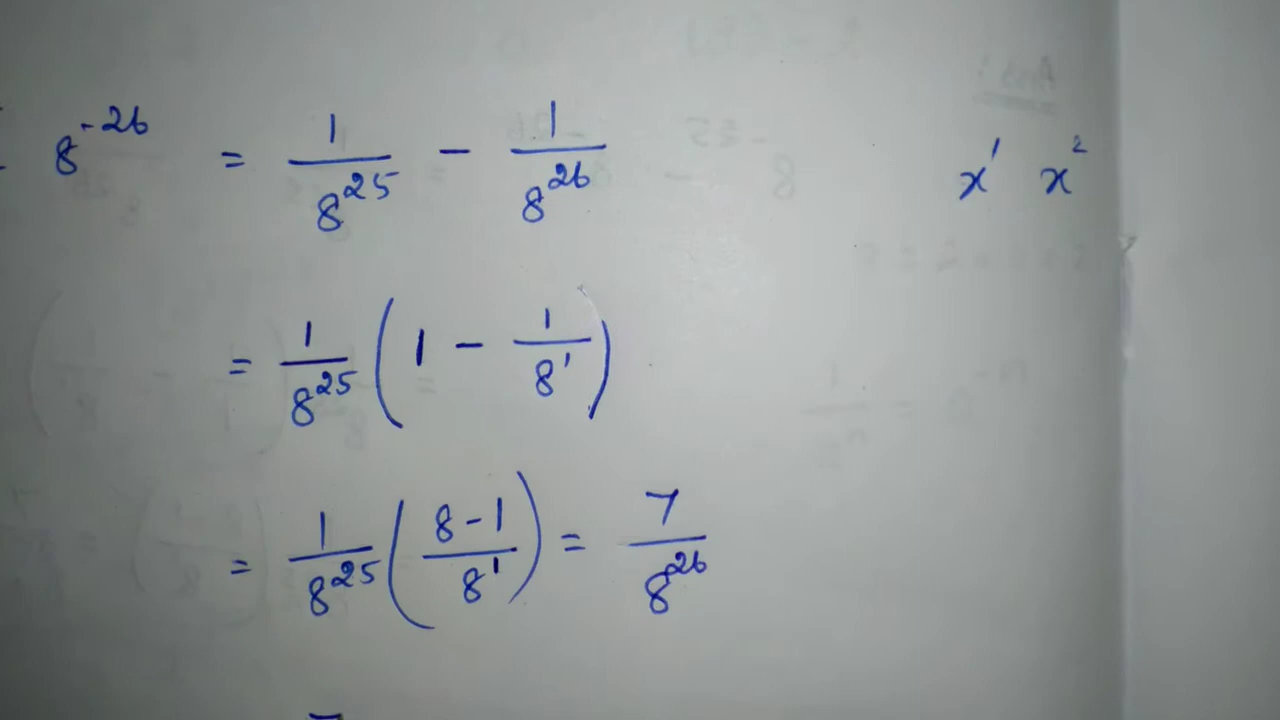 8^-26 = 1/8^25 - 1/8^26 x^1 x^2
= 1/8^25 (1 - 1/8^1)
= 1/8^25 ((8-1)/8^1) = 7/8^26